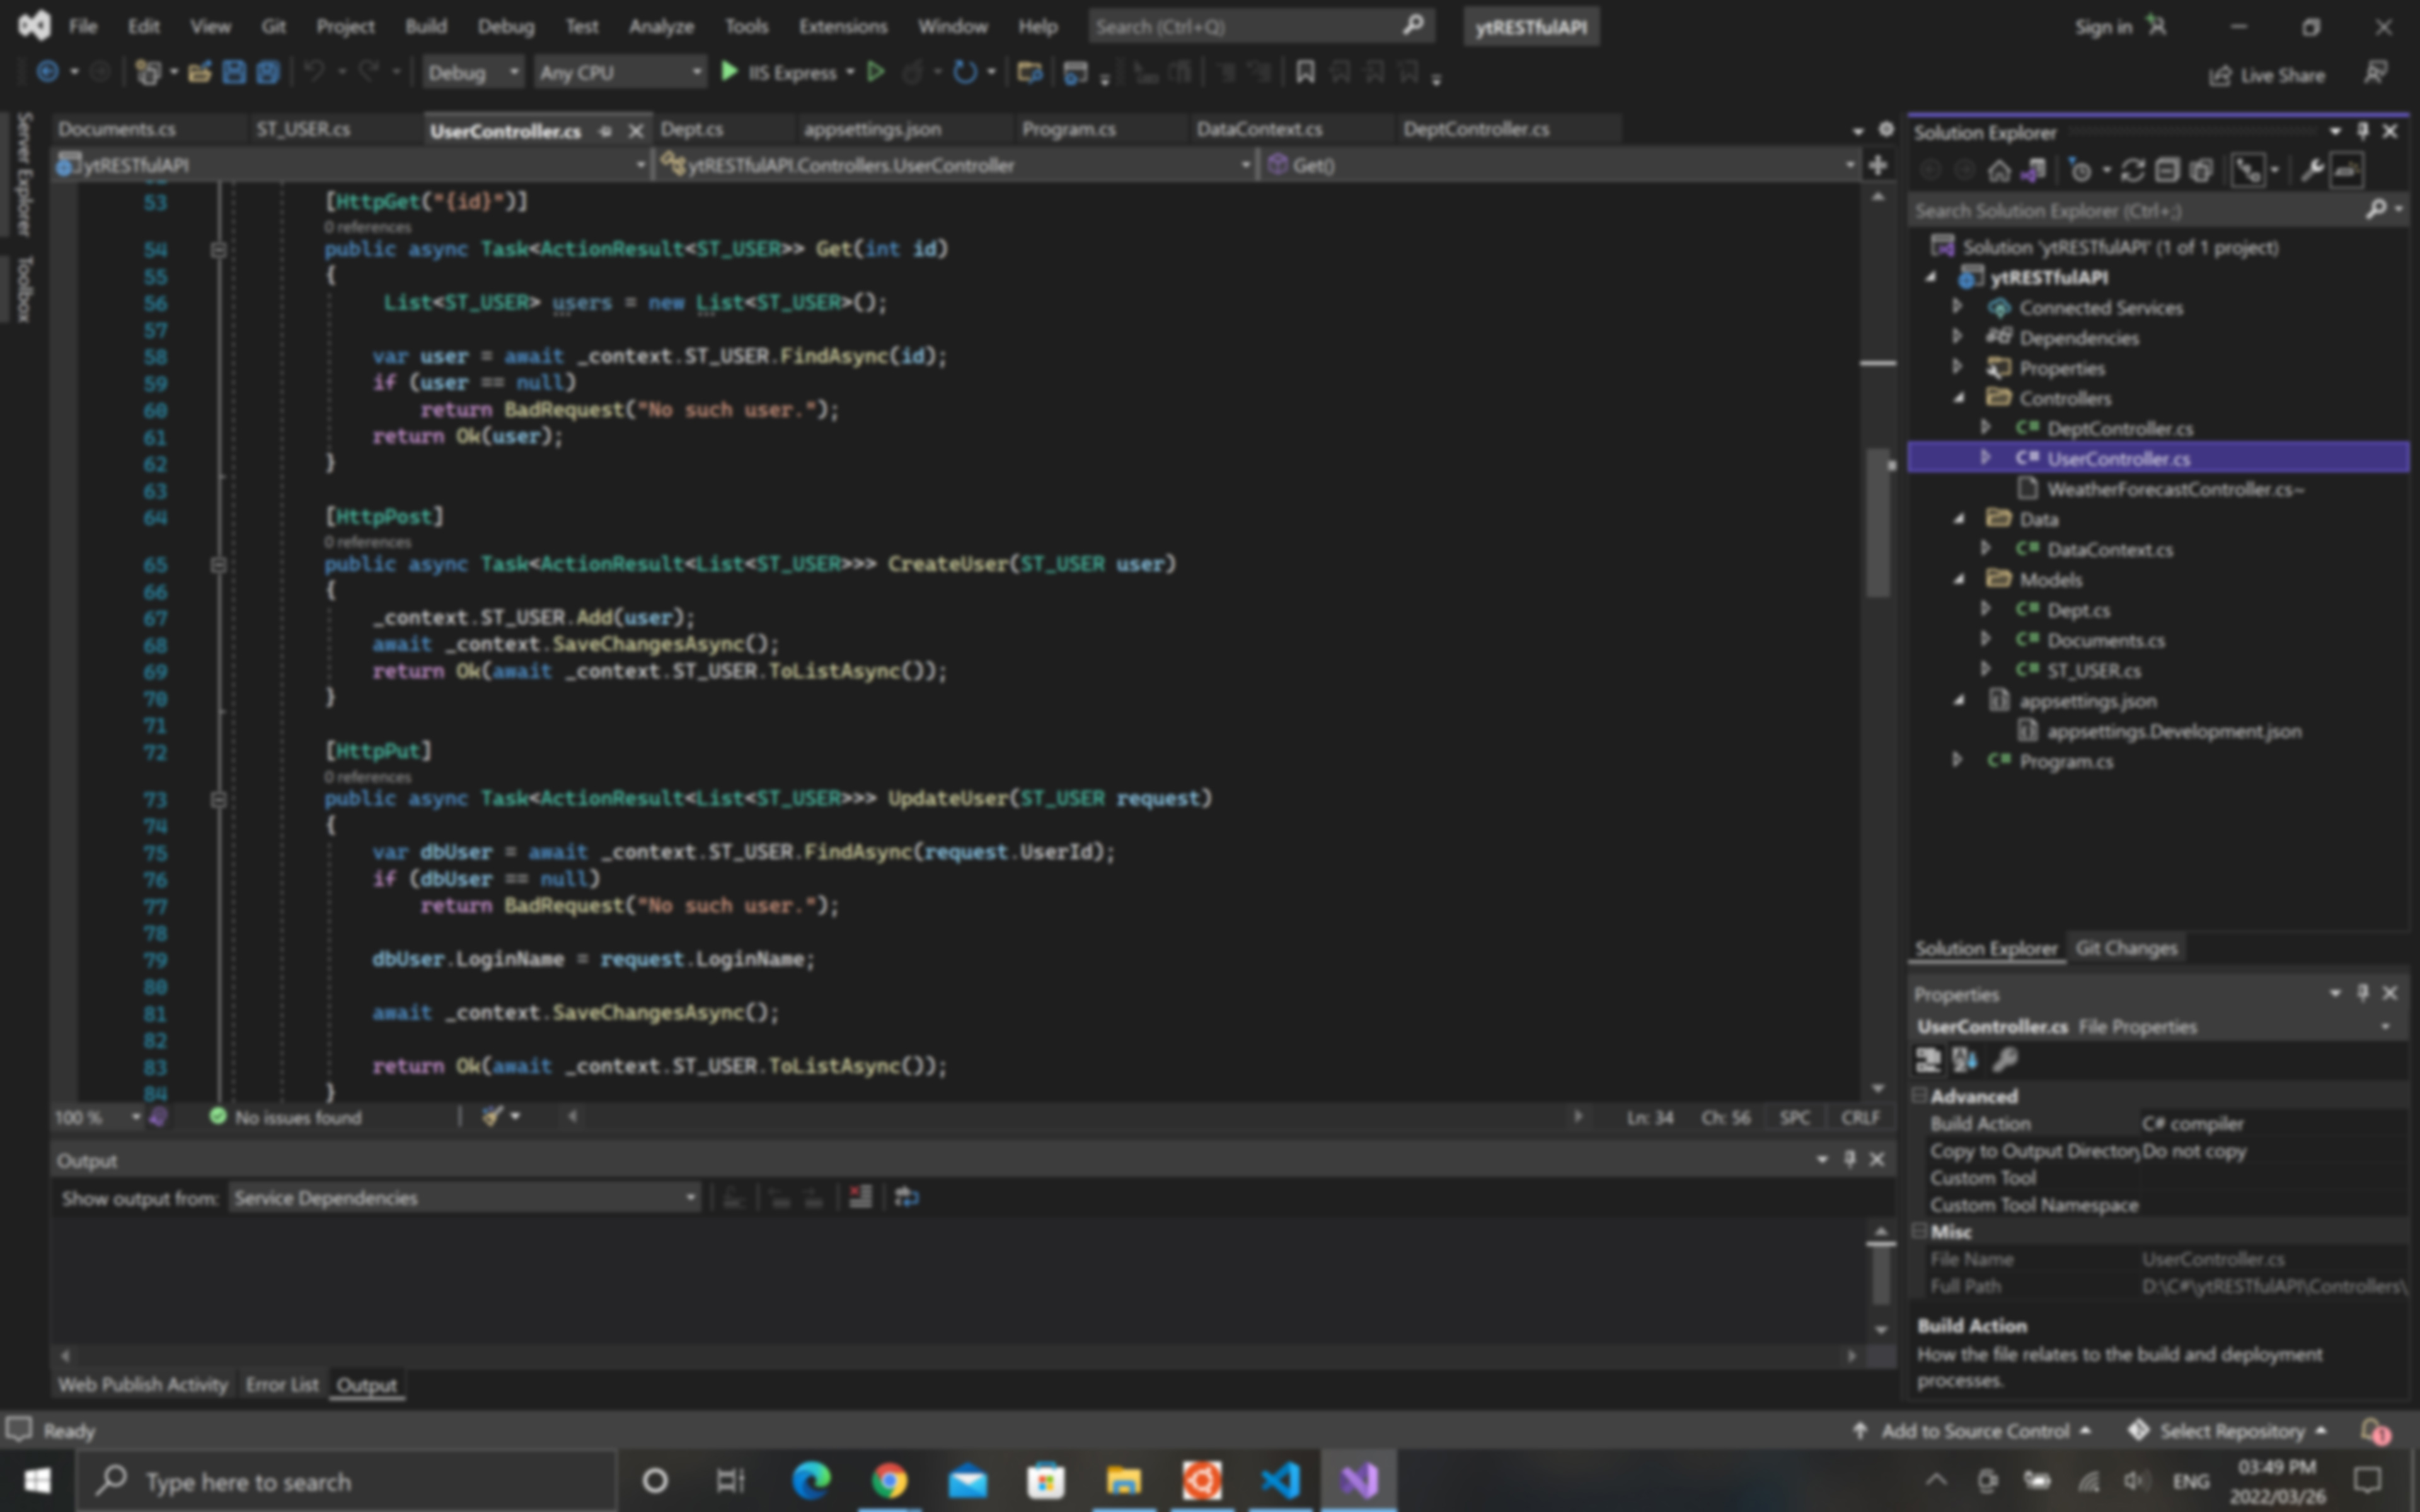 File Edit View Git Project Build Debug Test Analyze Tools Extensions Window Help Search (Ctrl+Q) ytRESTfulAPI Sign in
Debug Any CPU IIS Express Live Share
Server Explorer
Toolbox
Documents.cs ST_USER.cs UserController.cs Dept.cs appsettings.json Program.cs DataContext.cs DeptController.cs
ytRESTfulAPI ytRESTfulAPI.Controllers.UserController Get()
53 [HttpGet("{id}")]
0 references
54 public async Task<ActionResult<ST_USER>> Get(int id)
55 {
56 List<ST_USER> users = new List<ST_USER>();
57
58 var user = await _context.ST_USER.FindAsync(id);
59 if (user == null)
60 return BadRequest("No such user.");
61 return Ok(user);
62 }
63
64 [HttpPost]
0 references
65 public async Task<ActionResult<List<ST_USER>>> CreateUser(ST_USER user)
66 {
67 _context.ST_USER.Add(user);
68 await _context.SaveChangesAsync();
69 return Ok(await _context.ST_USER.ToListAsync());
70 }
71
72 [HttpPut]
0 references
73 public async Task<ActionResult<List<ST_USER>>> UpdateUser(ST_USER request)
74 {
75 var dbUser = await _context.ST_USER.FindAsync(request.UserId);
76 if (dbUser == null)
77 return BadRequest("No such user.");
78
79 dbUser.LoginName = request.LoginName;
80
81 await _context.SaveChangesAsync();
82
83 return Ok(await _context.ST_USER.ToListAsync());
84 }
100 % No issues found Ln: 34 Ch: 56 SPC CRLF
Output
Show output from: Service Dependencies
Web Publish Activity Error List Output
Solution Explorer
Search Solution Explorer (Ctrl+;)
Solution 'ytRESTfulAPI' (1 of 1 project)
ytRESTfulAPI
Connected Services
Dependencies
Properties
Controllers
C# DeptController.cs
C# UserController.cs
WeatherForecastController.cs~
Data
C# DataContext.cs
Models
C# Dept.cs
C# Documents.cs
C# ST_USER.cs
appsettings.json
appsettings.Development.json
C# Program.cs
Solution Explorer Git Changes
Properties
UserController.cs File Properties
Advanced
Build Action C# compiler
Copy to Output Directory Do not copy
Custom Tool
Custom Tool Namespace
Misc
File Name UserController.cs
Full Path D:\C#\ytRESTfulAPI\Controllers\
Build Action
How the file relates to the build and deployment
processes.
Ready Add to Source Control Select Repository 1
Type here to search ENG 03:49 PM
2022/03/26